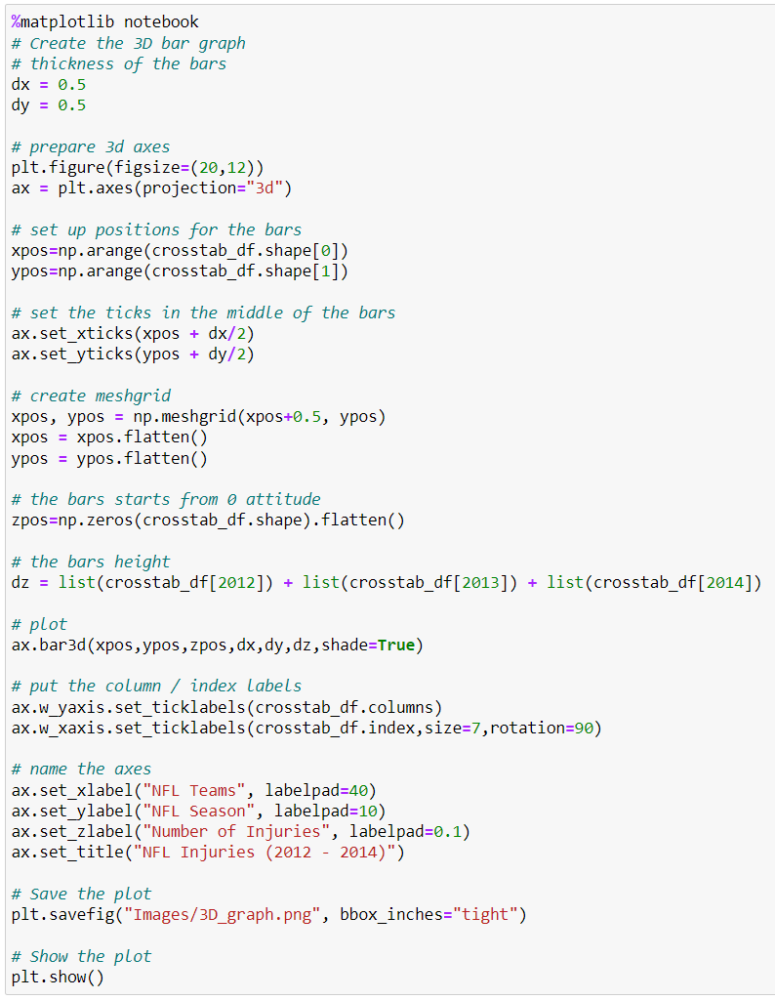 %matplotlib notebook
# Create the 3D bar graph
# thickness of the bars
dx = 0.5
dy = 0.5
# prepare 3d axes
plt.figure(figsize=(20,12))
ax = plt.axes(projection="3d")
# set up positions for the bars
xpos=np.arange(crosstab_df.shape[0])
ypos=np.arange(crosstab_df.shape[1])
# set the ticks in the middle of the bars
ax.set_xticks(xpos + dx/2)
ax.set_yticks(ypos + dy/2)
# create meshgrid
xpos, ypos = np.meshgrid(xpos+0.5, ypos)
xpos = xpos.flatten()
ypos = ypos.flatten()
# the bars starts from 0 attitude
zpos=np.zeros(crosstab_df.shape).flatten()
# the bars height
dz = list(crosstab_df[2012]) + list(crosstab_df[2013]) + list(crosstab_df[2014])
# plot
ax.bar3d(xpos,ypos,zpos,dx,dy,dz,shade=True)
# put the column / index labels
ax.w_yaxis.set_ticklabels(crosstab_df.columns)
ax.w_xaxis.set_ticklabels(crosstab_df.index,size=7,rotation=90)
# name the axes
ax.set_xlabel("NFL Teams", labelpad=40)
ax.set_ylabel("NFL Season", labelpad=10)
ax.set_zlabel("Number of Injuries", labelpad=0.1)
ax.set_title("NFL Injuries (2012 - 2014)")
# Save the plot
plt.savefig("Images/3D_graph.png", bbox_inches="tight")
# Show the plot
plt.show()